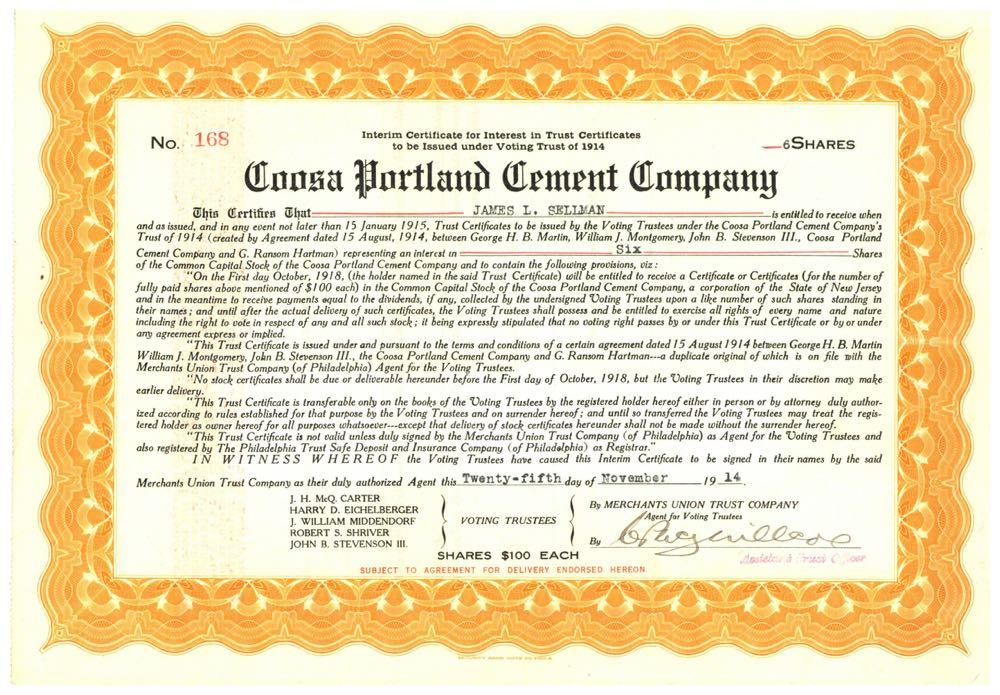 No. 168
Interim Certificate for Interest in Trust Certificates
to be Issued under Voting Trust of 1914
6 SHARES
Coosa Portland Cement Company
This Certifies That JAMES L. SELLMAN is entitled to receive when
and as issued, and in any event not later than 15 January 1915, Trust Certificates to be issued by the Voting Trustees under the Coosa Portland Cement Company's
Trust of 1914 (created by Agreement dated 15 August, 1914, between George H. B. Martin, William J. Montgomery, John B. Stevenson III., Coosa Portland
Cement Company and G. Ransom Hartman) representing an interest in Six Shares
of the Common Capital Stock of the Coosa Portland Cement Company and to contain the following provisions, viz :
"On the First day October, 1918, (the holder named in the said Trust Certificate) will be entitled to receive a Certificate or Certificates (for the number of
fully paid shares above mentioned of $100 each) in the Common Capital Stock of the Coosa Portland Cement Company, a corporation of the State of New Jersey
and in the meantime to receive payments equal to the dividends, if any, collected by the undersigned Voting Trustees upon a like number of such shares standing in
their names ; and until after the actual delivery of such certificates, the Voting Trustees shall possess and be entitled to exercise all rights of every name and nature
including the right to vote in respect of any and all such stock ; it being expressly stipulated that no voting right passes by or under this Trust Certificate or by or under
any agreement express or implied.
"This Trust Certificate is issued under and pursuant to the terms and conditions of a certain agreement dated 15 August 1914 between George H. B. Martin
William J. Montgomery, John B. Stevenson III., the Coosa Portland Cement Company and G. Ransom Hartman---a duplicate original of which is on file with the
Merchants Union Trust Company (of Philadelphia) Agent for the Voting Trustees.
"No stock certificates shall be due or deliverable hereunder before the First day of October, 1918, but the Voting Trustees in their discretion may make
earlier delivery.
"This Trust Certificate is transferable only on the books of the Voting Trustees by the registered holder hereof either in person or by attorney duly author-
ized according to rules established for that purpose by the Voting Trustees and on surrender hereof ; and until so transferred the Voting Trustees may treat the regis-
tered holder as owner hereof for all purposes whatsoever---except that delivery of stock certificates hereunder shall not be made without the surrender hereof.
"This Trust Certificate is not valid unless duly signed by the Merchants Union Trust Company (of Philadelphia) as Agent for the Voting Trustees and
also registered by The Philadelphia Trust Safe Deposit and Insurance Company (of Philadelphia) as Registrar."
IN WITNESS WHEREOF the Voting Trustees have caused this Interim Certificate to be signed in their names by the said
Merchants Union Trust Company as their duly authorized Agent this Twenty-fifth day of November 1914.
J. H. McQ. CARTER
HARRY D. EICHELBERGER
J. WILLIAM MIDDENDORF
ROBERT S. SHRIVER
JOHN B. STEVENSON III.
VOTING TRUSTEES
By MERCHANTS UNION TRUST COMPANY
Agent for Voting Trustees
By
Assistant Trust Officer
SHARES $100 EACH
SUBJECT TO AGREEMENT FOR DELIVERY ENDORSED HEREON